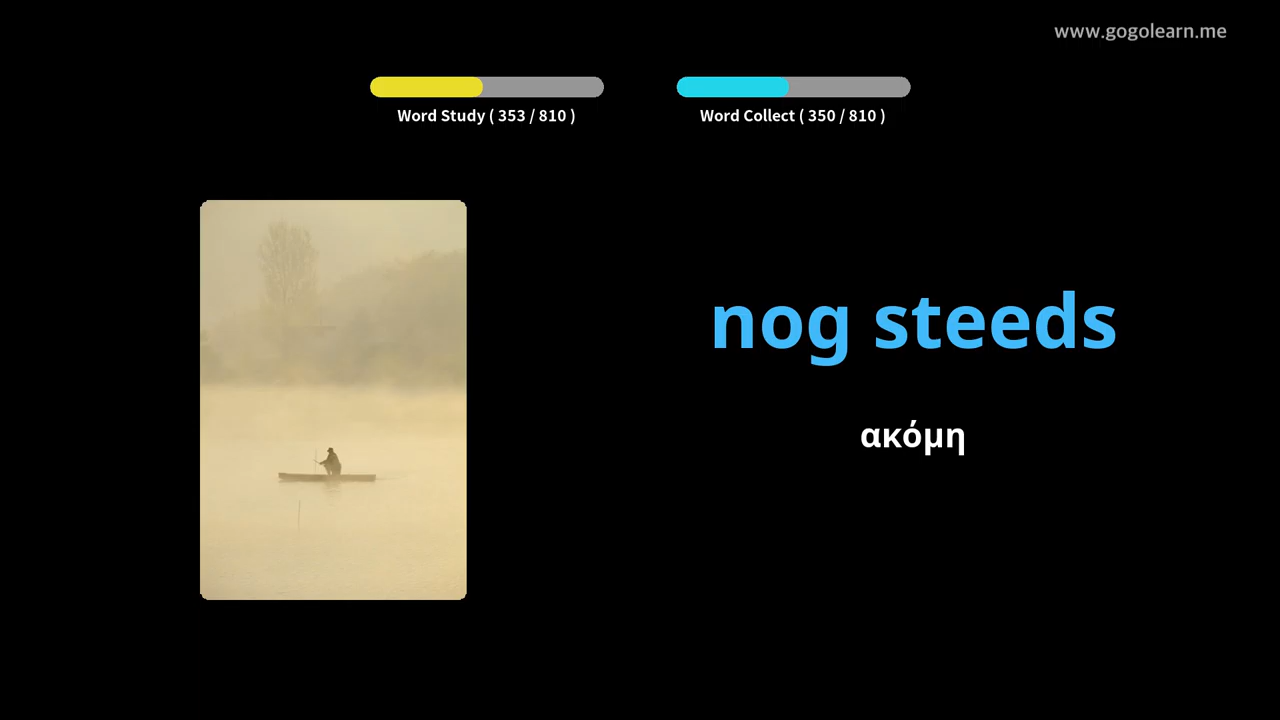 www.gogolearn.me
Word Study ( 353 / 810 )
Word Collect ( 350 / 810 )
nog steeds
ακόμη